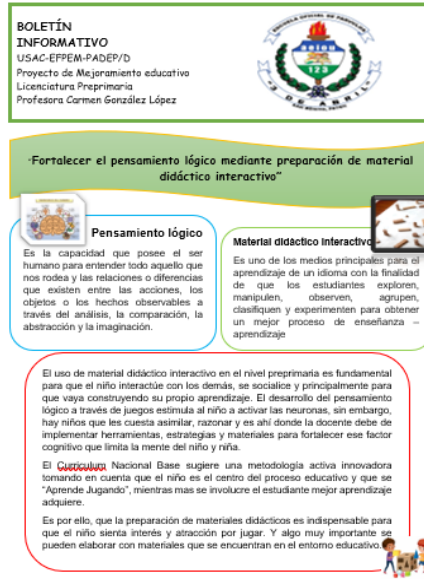 BOLETÍN
INFORMATIVO
USAC-EFPEM-PADEP/D
Proyecto de Mejoramiento educativo
Licenciatura Preprimaria
Profesora Carmen González López
ESCUELA OFICIAL DE PARVULOS
aeiou
123
"3 DE ABRIL"
"Fortalecer el pensamiento lógico mediante preparación de material
didáctico interactivo"
Pensamiento lógico
Es la capacidad que posee el ser
humano para entender todo aquello que
nos rodea y las relaciones o diferencias
que existen entre las acciones, los
objetos o los hechos observables a
través del análisis, la comparación, la
abstracción y la imaginación.
Material didáctico interactivo
Es uno de los medios principales para el
aprendizaje de un idioma con la finalidad
de que los estudiantes exploren,
manipulen, observen, agrupen,
clasifiquen y experimenten para obtener
un mejor proceso de enseñanza –
aprendizaje
El uso de material didáctico interactivo en el nivel preprimaria es fundamental
para que el niño interactúe con los demás, se socialice y principalmente para
que vaya construyendo su propio aprendizaje. El desarrollo del pensamiento
lógico a través de juegos estimula al niño a activar las neuronas, sin embargo,
hay niños que les cuesta asimilar, razonar y es ahí donde la docente debe de
implementar herramientas, estrategias y materiales para fortalecer ese factor
cognitivo que limita la mente del niño y niña.
El Curriculum Nacional Base sugiere una metodología activa innovadora
tomando en cuenta que el niño es el centro del proceso educativo y que se
"Aprende Jugando", mientras mas se involucre el estudiante mejor aprendizaje
adquiere.
Es por ello, que la preparación de materiales didácticos es indispensable para
que el niño sienta interés y atracción por jugar. Y algo muy importante se
pueden elaborar con materiales que se encuentran en el entorno educativo.